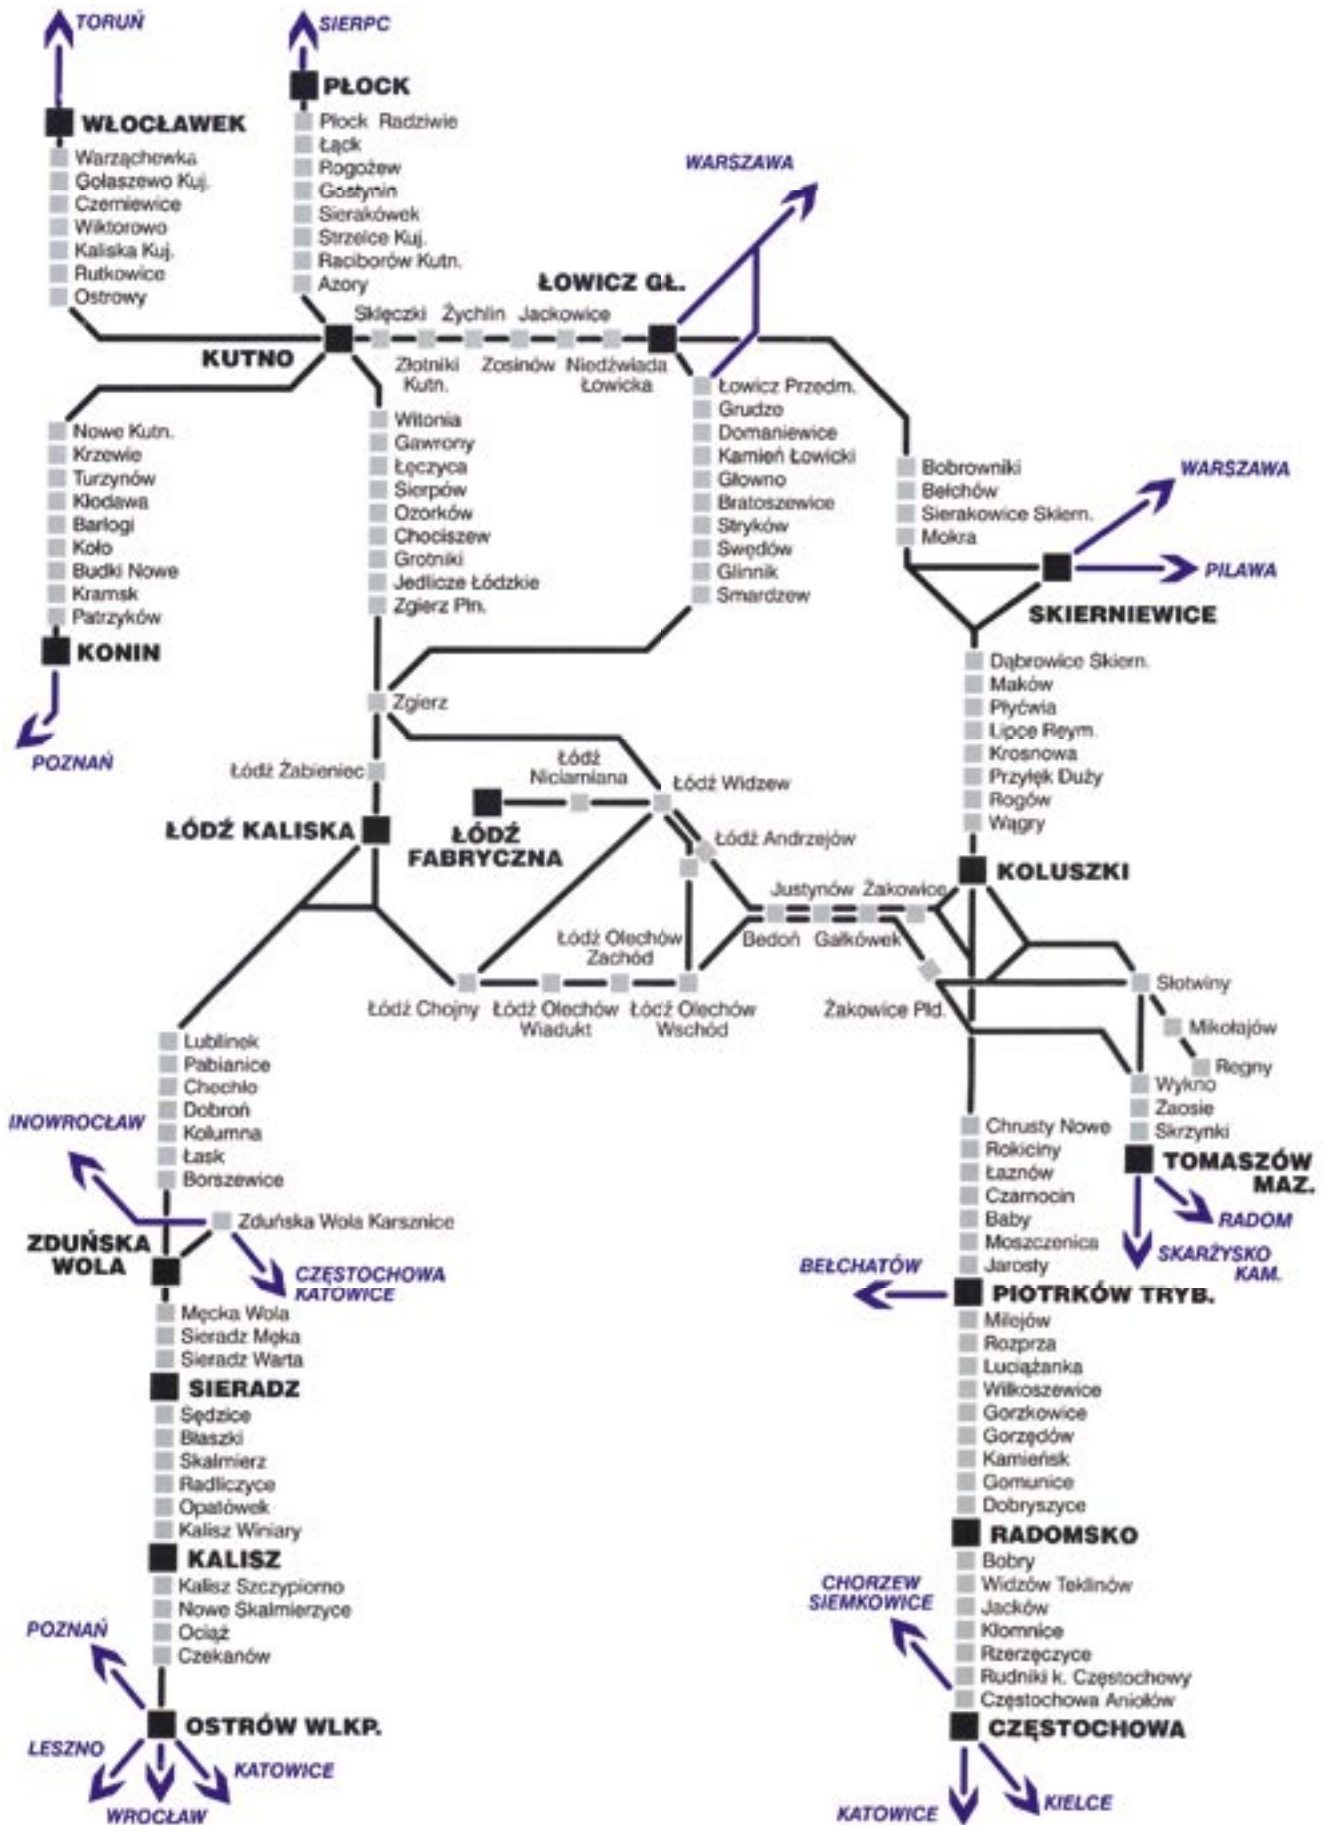 TORUŃ
SIERPC
PŁOCK
WŁOCŁAWEK
Płock Radziwie
Łąck
Rogożew
Gostynin
Sierakówek
Strzelce Kuj.
Raciborów Kutn.
Azory
Warząchewka
Gołaszewo Kuj.
Czerniewice
Wiktorowo
Kaliska Kuj.
Rutkowice
Ostrowy
WARSZAWA
ŁOWICZ GŁ.
KUTNO
Sklęczki
Żychlin
Jackowice
Złotniki
Kutn.
Zosinów
Niedźwiada
Łowicka
Nowe Kutn.
Krzewie
Turzynów
Kłodawa
Barłogi
Koło
Budki Nowe
Kramsk
Patrzyków
KONIN
POZNAŃ
Witonia
Gawrony
Łęczyca
Sierpów
Ozorków
Chociszew
Grotniki
Jedlicze Łódzkie
Zgierz Płn.
Łowicz Przedm.
Grudze
Domaniewice
Kamień Łowicki
Głowno
Bratoszewice
Stryków
Swędów
Glinnik
Smardzew
Bobrowniki
Bełchów
Sierakowice Skiern.
Mokra
WARSZAWA
PILAWA
SKIERNIEWICE
Dąbrowice Skiern.
Maków
Płyćwia
Lipce Reym.
Krosnowa
Przyłęk Duży
Rogów
Wągry
KOLUSZKI
Zgierz
Łódź Żabieniec
ŁÓDŹ KALISKA
Łódź
Niciarniana
Łódź Widzew
ŁÓDŹ
FABRYCZNA
Łódź Andrzejów
Justynów
Żakowice
Bedoń
Gałkówek
Łódź Olechów
Zachód
Łódź Chojny
Łódź Olechów
Wiadukt
Łódź Olechów
Wschód
Żakowice Płd.
Słotwiny
Mikołajów
Regny
Wykno
Zaosie
Skrzynki
TOMASZÓW
MAZ.
RADOM
SKARŻYSKO
KAM.
Lublinek
Pabianice
Chechło
Dobroń
Kolumna
Łask
Borszewice
INOWROCŁAW
Zduńska Wola Karsznice
ZDUŃSKA
WOLA
CZĘSTOCHOWA
KATOWICE
Męcka Wola
Sieradz Męka
Sieradz Warta
SIERADZ
Sędzice
Błaszki
Skalmierz
Radliczyce
Opatówek
Kalisz Winiary
KALISZ
Kalisz Szczypiorno
Nowe Skalmierzyce
Ociąż
Czekanów
POZNAŃ
OSTRÓW WLKP.
LESZNO
WROCŁAW
KATOWICE
Chrusty Nowe
Rokiciny
Łaznów
Czarnocin
Baby
Moszczenica
Jarosty
BEŁCHATÓW
PIOTRKÓW TRYB.
Milejów
Rozprza
Luciążanka
Wilkoszewice
Gorzkowice
Gorzędów
Kamieńsk
Gomunice
Dobryszyce
RADOMSKO
Bobry
Widzów Teklinów
Jacków
Kłomnice
Rzerzęczyce
Rudniki k. Częstochowy
Częstochowa Aniołów
CHORZEW
SIEMKOWICE
CZĘSTOCHOWA
KATOWICE
KIELCE